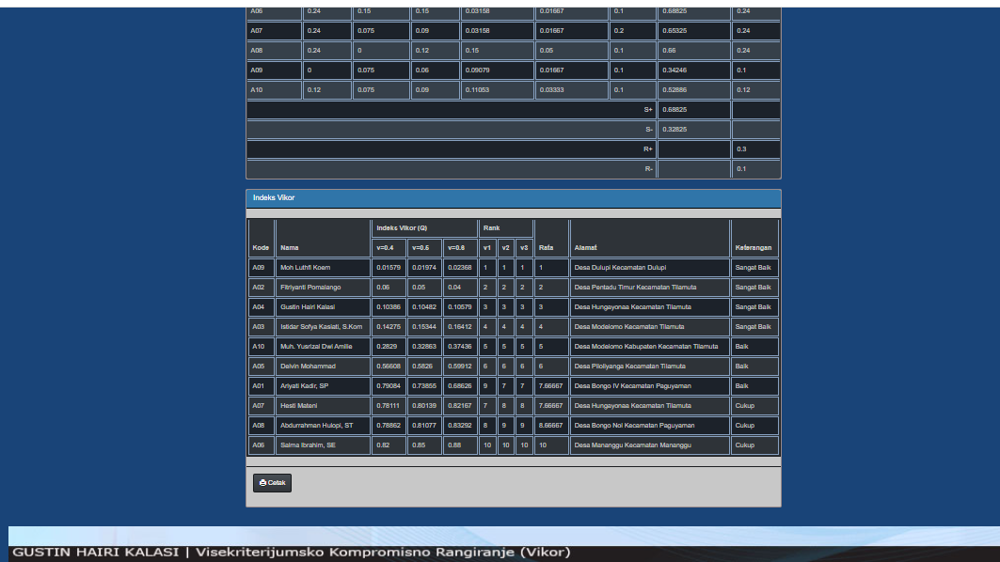 A06 0.24 0.15 0.15 0.03158 0.01667 0.1 0.68825 0.24
A07 0.24 0.075 0.09 0.03158 0.01667 0.2 0.65325 0.24
A08 0.24 0 0.12 0.15 0.05 0.1 0.66 0.24
A09 0 0.075 0.06 0.09079 0.01667 0.1 0.34246 0.1
A10 0.12 0.075 0.09 0.11053 0.03333 0.1 0.52886 0.12
S+ 0.68825
S- 0.32825
R+ 0.3
R- 0.1
Indeks Vikor
Indeks Vikor (Q) Rank
Kode Nama v=0.4 v=0.5 v=0.6 v1 v2 v3 Rata Alamat Keterangan
A09 Moh Luthfi Koem 0.01579 0.01974 0.02368 1 1 1 1 Desa Dulupi Kecamatan Dulupi Sangat Baik
A02 Fitriyanti Pomalango 0.06 0.05 0.04 2 2 2 2 Desa Pentadu Timur Kecamatan Tilamuta Sangat Baik
A04 Gustin Hairi Kalasi 0.10386 0.10482 0.10579 3 3 3 3 Desa Hungayonaa Kecamatan Tilamuta Sangat Baik
A03 Istidar Sofya Kasiati, S.Kom 0.14275 0.15344 0.16412 4 4 4 4 Desa Modelomo Kecamatan Tilamuta Sangat Baik
A10 Muh. Yusrizal Dwi Amilie 0.2829 0.32863 0.37436 5 5 5 5 Desa Modelomo Kabupaten Kecamatan Tilamuta Baik
A05 Delvin Mohammad 0.56608 0.5826 0.59912 6 6 6 6 Desa Piloliyanga Kecamatan Tilamuta Baik
A01 Ariyati Kadir, SP 0.79084 0.73855 0.68626 9 7 7 7.66667 Desa Bongo IV Kecamatan Paguyaman Baik
A07 Hesti Mateni 0.78111 0.80139 0.82167 7 8 8 7.66667 Desa Hungayonaa Kecamatan Tilamuta Cukup
A08 Abdurrahman Hulopi, ST 0.78862 0.81077 0.83292 8 9 9 8.66667 Desa Bongo Nol Kecamatan Paguyaman Cukup
A06 Salma Ibrahim, SE 0.82 0.85 0.88 10 10 10 10 Desa Mananggu Kecamatan Mananggu Cukup
Cetak
GUSTIN HAIRI KALASI | Visekriterijumsko Kompromisno Rangiranje (Vikor)